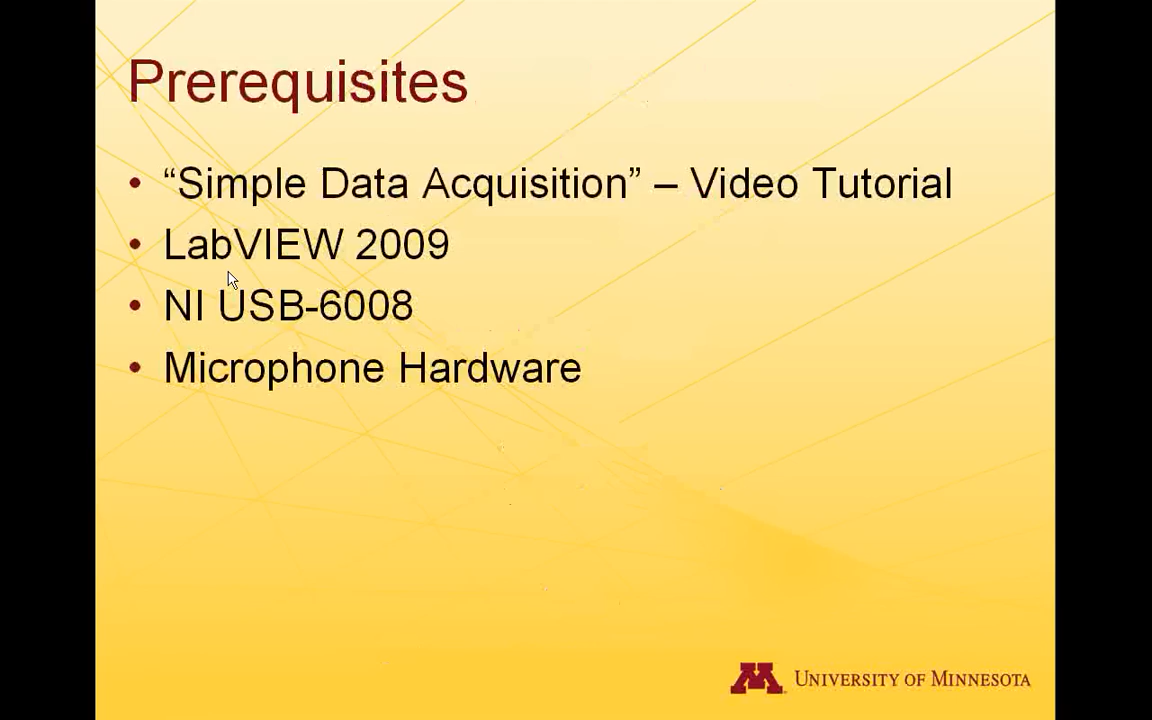 Prerequisites
• “Simple Data Acquisition” – Video Tutorial
• LabVIEW 2009
• NI USB-6008
• Microphone Hardware
M University of Minnesota